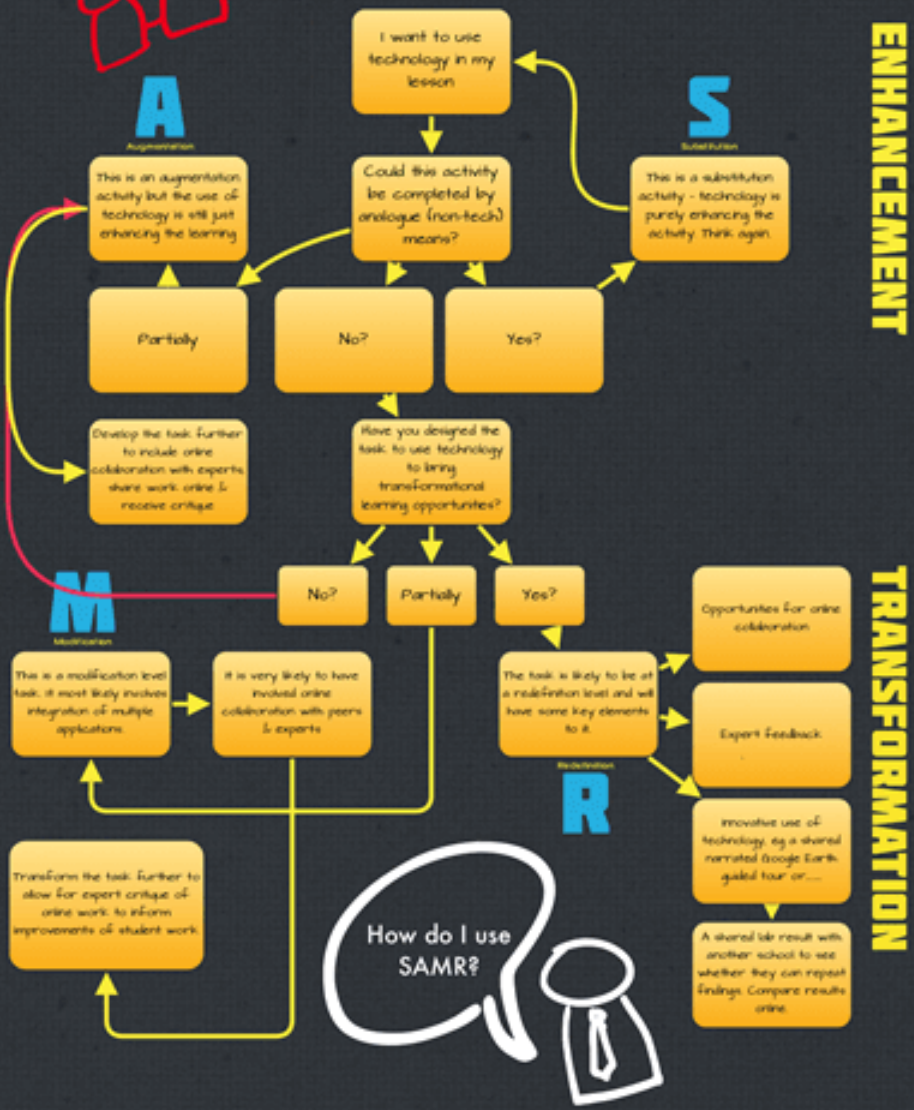 I want to use
technology in my
lesson
ENHANCEMENT
A
Augmentation
S
Substitution
This is an augmentation
activity but the use of
technology is still just
enhancing the learning
Could this activity
be completed by
analogue (non-tech)
means?
This is a substitution
activity - technology is
purely enhancing the
activity. Think again.
Partially
No?
Yes?
Develop the task further
to include online
collaboration with experts,
share work online &
receive critique
Have you designed the
task to use technology
to bring
transformational
learning opportunities?
No?
Partially
Yes?
TRANSFORMATION
M
Modification
This is a modification level
task. It most likely involves
integration of multiple
applications.
It is very likely to have
involved online
collaboration with peers
& experts
The task is likely to be at
a redefinition level and will
have some key elements
to it.
Redefinition
R
Opportunities for online
collaboration
Expert feedback
Innovative use of
technology, eg a shared
narrated Google Earth
guided tour or.....
A shared lab result with
another school to see
whether they can repeat
findings. Compare results
online.
Transform the task further to
allow for expert critique of
online work to inform
improvements of student work
How do I use
SAMR?